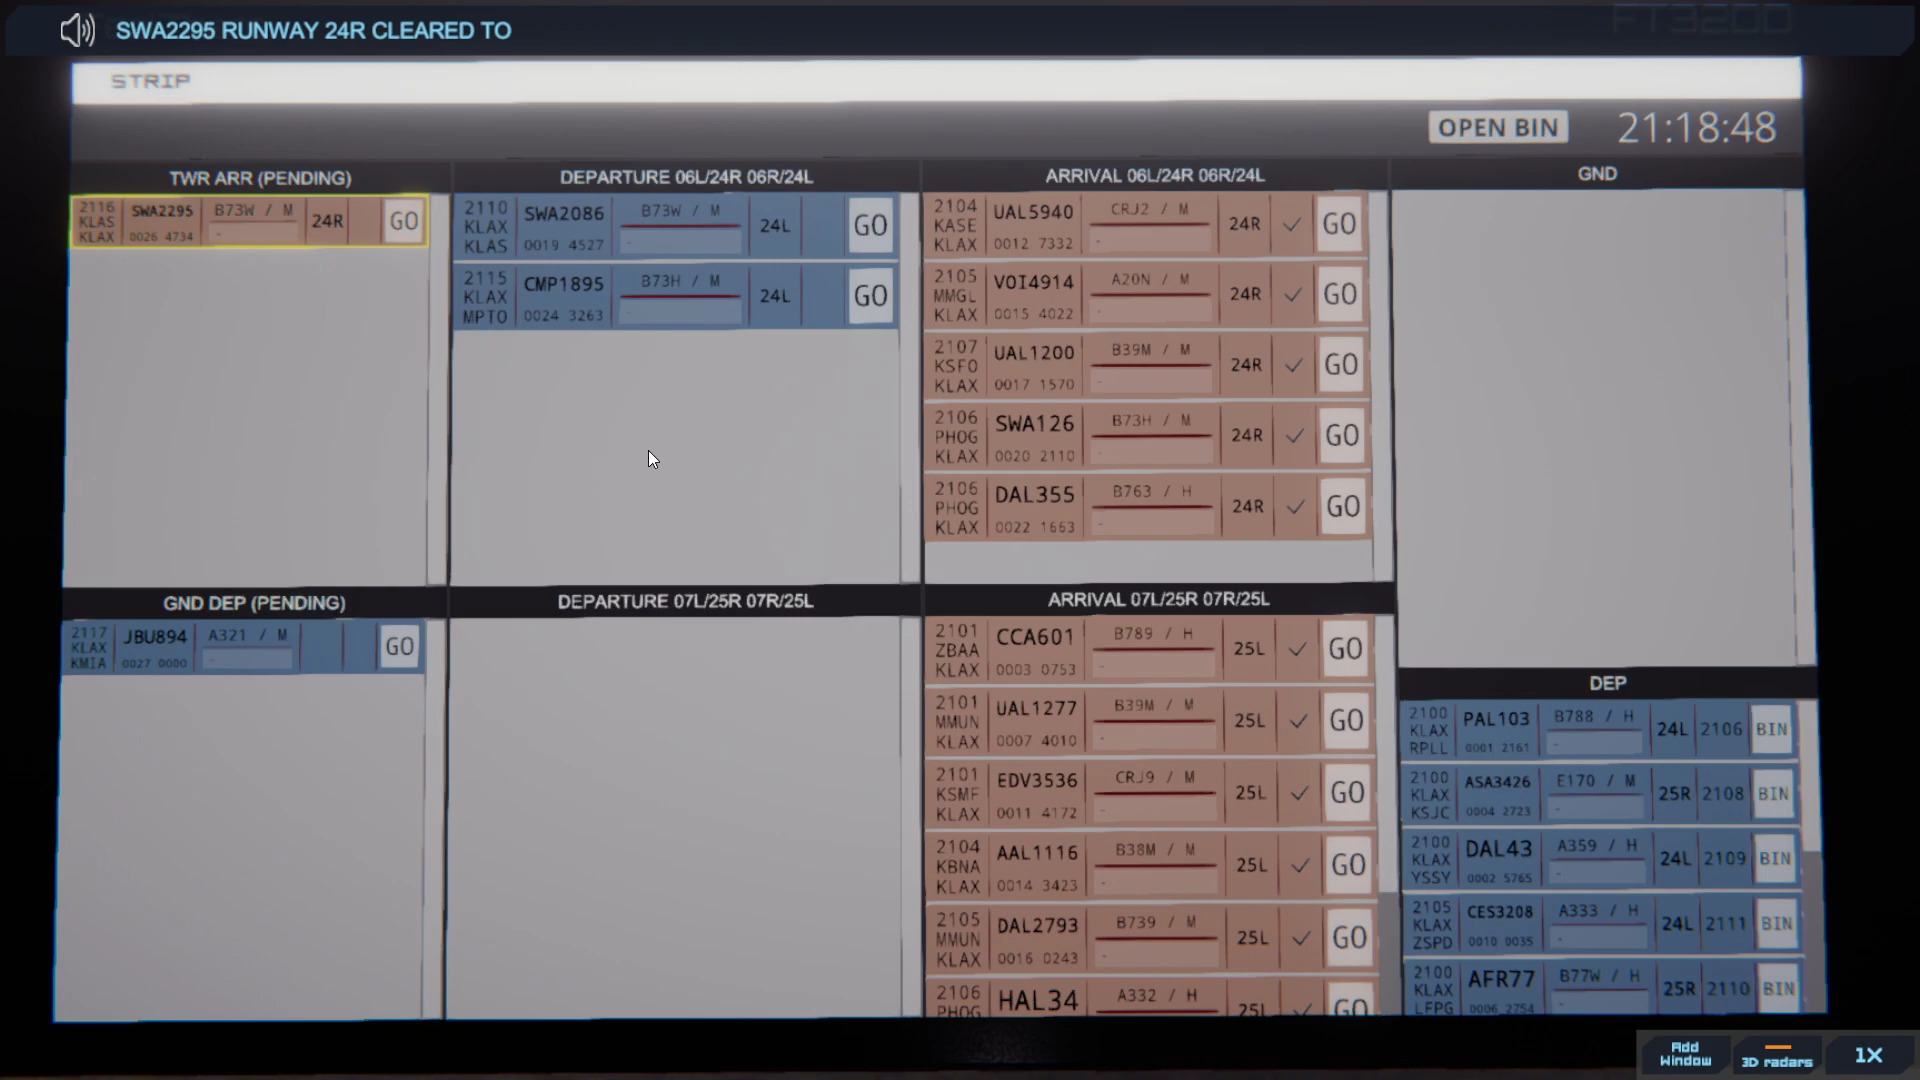 SWA2295 RUNWAY 24R CLEARED TO
FT3200
STRIP
OPEN BIN 21:18:48
TWR ARR (PENDING)
2116 SWA2295 B73W / M 24R GO
KLAS
KLAX 0026 4734 -
DEPARTURE 06L/24R 06R/24L
2110 SWA2086 B73W / M 24L GO
KLAX
KLAS 0019 4527 -
2115 CMP1895 B73H / M 24L GO
KLAX
MPTO 0024 3263 -
ARRIVAL 06L/24R 06R/24L
2104 UAL5940 CRJ2 / M 24R ✓ GO
KASE
KLAX 0012 7332 -
2105 VOI4914 A20N / M 24R ✓ GO
MMGL
KLAX 0015 4022 -
2107 UAL1200 B39M / M 24R ✓ GO
KSFO
KLAX 0017 1570 -
2106 SWA126 B73H / M 24R ✓ GO
PHOG
KLAX 0020 2110 -
2106 DAL355 B763 / H 24R ✓ GO
PHOG
KLAX 0022 1663 -
GND
GND DEP (PENDING)
2117 JBU894 A321 / M GO
KLAX
KMIA 0027 0000 -
DEPARTURE 07L/25R 07R/25L
ARRIVAL 07L/25R 07R/25L
2101 CCA601 B789 / H 25L ✓ GO
ZBAA
KLAX 0003 0753 -
2101 UAL1277 B39M / M 25L ✓ GO
MMUN
KLAX 0007 4010 -
2101 EDV3536 CRJ9 / M 25L ✓ GO
KSMF
KLAX 0011 4172 -
2104 AAL1116 B38M / M 25L ✓ GO
KBNA
KLAX 0014 3423 -
2105 DAL2793 B739 / M 25L ✓ GO
MMUN
KLAX 0016 0243 -
2106 HAL34 A332 / H 25L ✓ GO
PHOG
DEP
2100 PAL103 B788 / H 24L 2106 BIN
KLAX
RPLL 0001 2161 -
2100 ASA3426 E170 / M 25R 2108 BIN
KLAX
KSJC 0004 2723 -
2100 DAL43 A359 / H 24L 2109 BIN
KLAX
YSSY 0002 5765 -
2105 CES3208 A333 / H 24L 2111 BIN
KLAX
ZSPD 0010 0035 -
2100 AFR77 B77W / H 25R 2110 BIN
KLAX
LFPG 0006 2754 -
Add Window
3D radars
1X